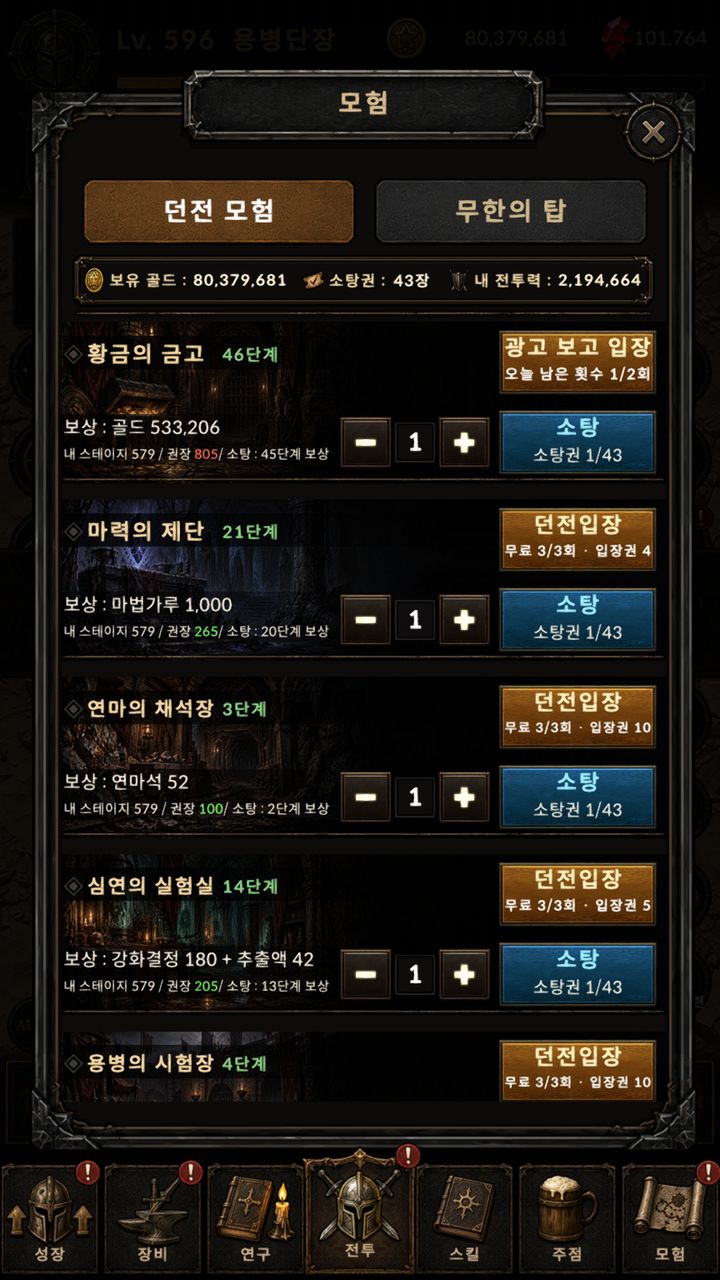 Lv. 596 용병단장 80,379,681 101,764
모험
던전 모험 무한의 탑
보유 골드 : 80,379,681 소탕권 : 43장 내 전투력 : 2,194,664
황금의 금고 46단계
광고 보고 입장
오늘 남은 횟수 1/2회
보상 : 골드 533,206
내 스테이지 579 / 권장 805/ 소탕 : 45단계 보상
- 1 +
소탕
소탕권 1/43
마력의 제단 21단계
던전입장
무료 3/3회 · 입장권 4
보상 : 마법가루 1,000
내 스테이지 579 / 권장 265/ 소탕 : 20단계 보상
- 1 +
소탕
소탕권 1/43
연마의 채석장 3단계
던전입장
무료 3/3회 · 입장권 10
보상 : 연마석 52
내 스테이지 579 / 권장 100/ 소탕 : 2단계 보상
- 1 +
소탕
소탕권 1/43
심연의 실험실 14단계
던전입장
무료 3/3회 · 입장권 5
보상 : 강화결정 180 + 추출액 42
내 스테이지 579 / 권장 205/ 소탕 : 13단계 보상
- 1 +
소탕
소탕권 1/43
용병의 시험장 4단계
던전입장
무료 3/3회 · 입장권 10
성장 장비 연구 전투 스킬 주점 모험